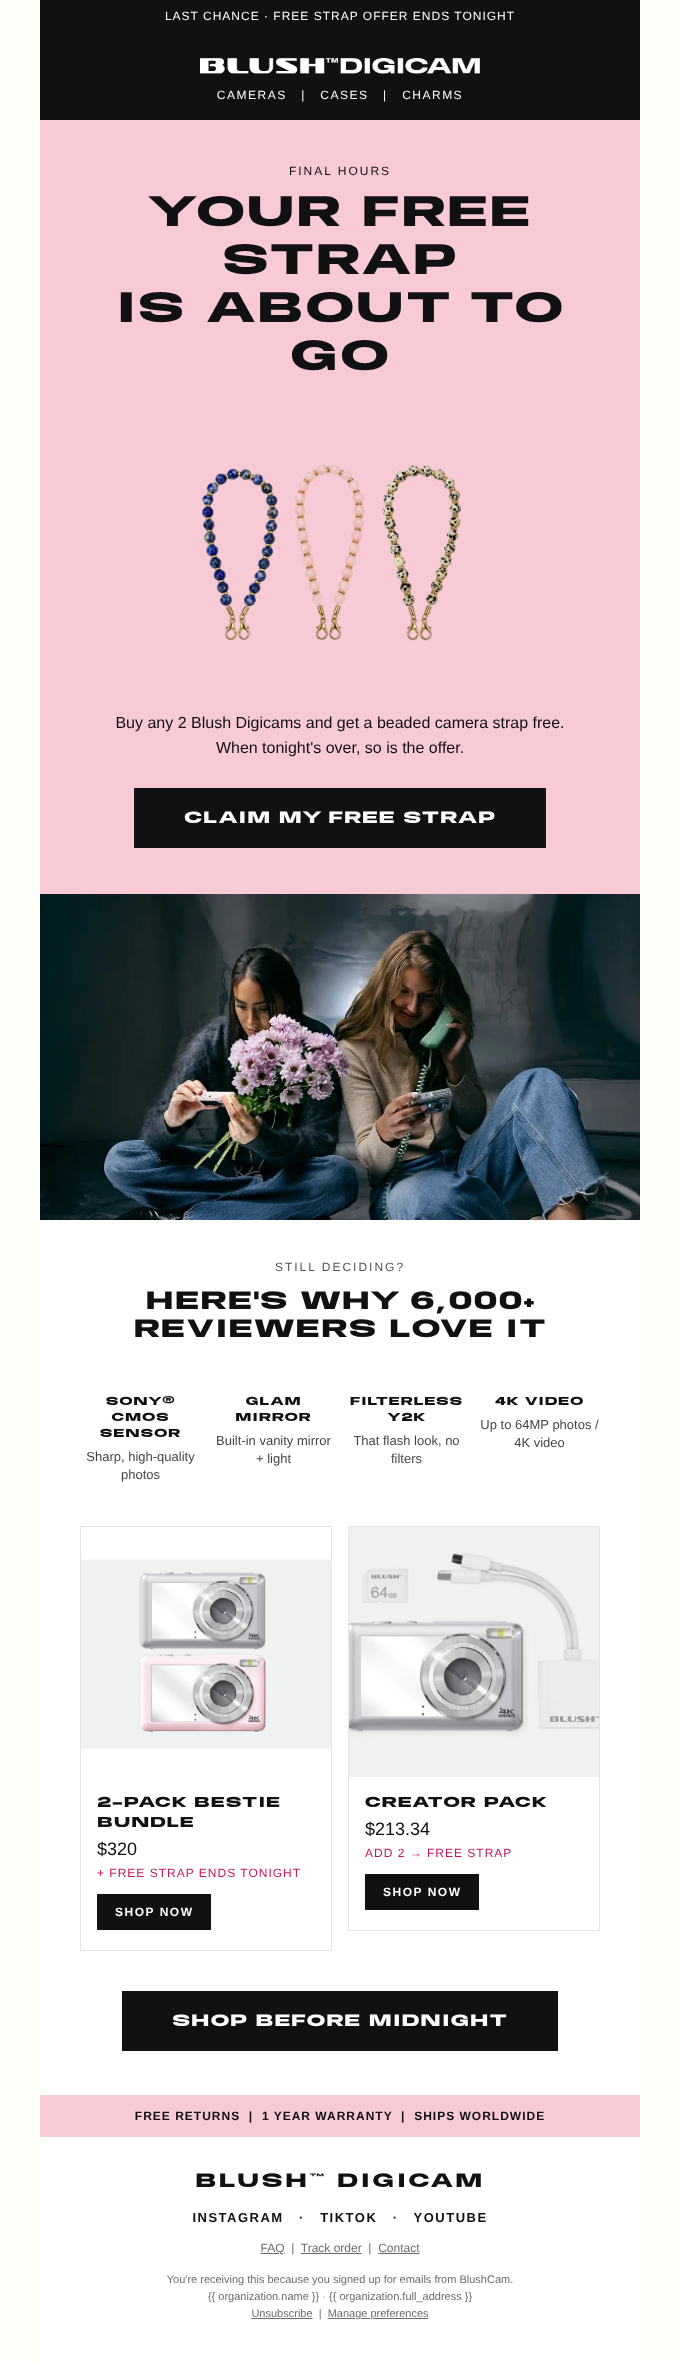 LAST CHANCE · FREE STRAP OFFER ENDS TONIGHT
BLUSH™DIGICAM
CAMERAS | CASES | CHARMS
FINAL HOURS
YOUR FREE
STRAP
IS ABOUT TO
GO
Buy any 2 Blush Digicams and get a beaded camera strap free.
When tonight's over, so is the offer.
CLAIM MY FREE STRAP
STILL DECIDING?
HERE'S WHY 6,000+
REVIEWERS LOVE IT
SONY®
CMOS
SENSOR
Sharp, high-quality
photos
GLAM
MIRROR
Built-in vanity mirror
+ light
FILTERLESS
Y2K
That flash look, no
filters
4K VIDEO
Up to 64MP photos /
4K video
4K
4K
2-PACK BESTIE
BUNDLE
$320
+ FREE STRAP ENDS TONIGHT
SHOP NOW
BLUSH™
64GB
4K
BLUSH™
CREATOR PACK
$213.34
ADD 2 → FREE STRAP
SHOP NOW
SHOP BEFORE MIDNIGHT
FREE RETURNS | 1 YEAR WARRANTY | SHIPS WORLDWIDE
BLUSH™ DIGICAM
INSTAGRAM · TIKTOK · YOUTUBE
FAQ | Track order | Contact
You're receiving this because you signed up for emails from BlushCam.
{{ organization.name }} · {{ organization.full_address }}
Unsubscribe | Manage preferences